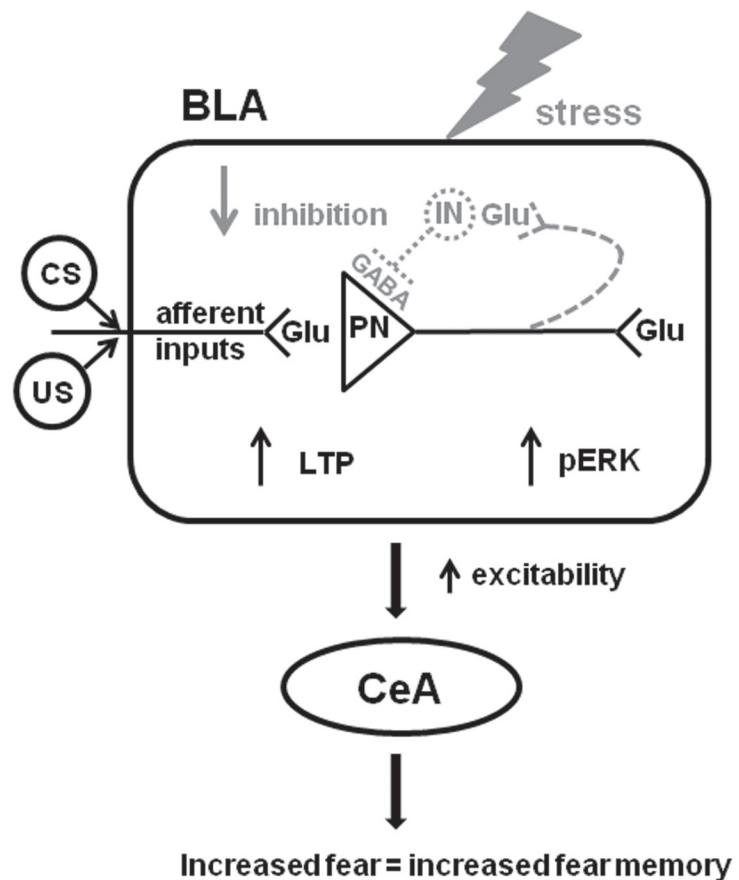 BLA
stress
inhibition
IN
Glu
GABA
CS
afferent
inputs
Glu
PN
Glu
US
LTP
pERK
excitability
CeA
Increased fear = increased fear memory